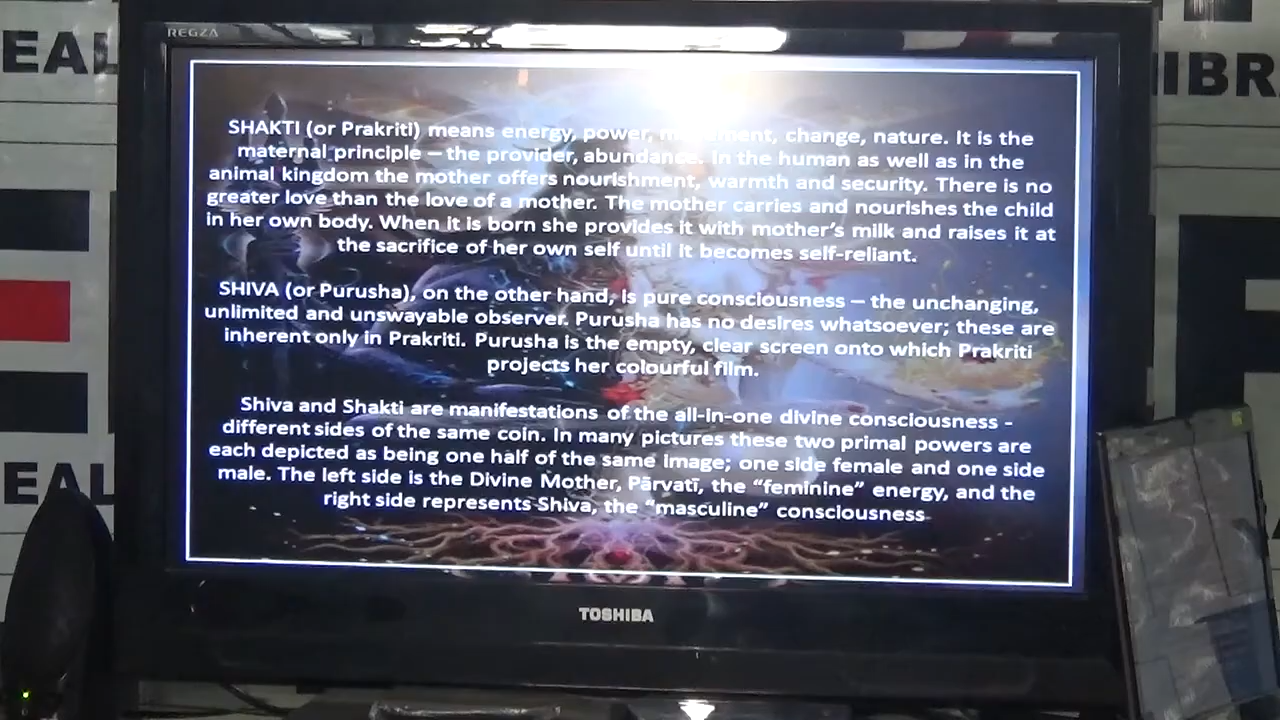 REGZA
EAL
IBR
SHAKTI (or Prakriti) means energy, power, movement, change, nature. It is the
maternal principle – the provider, abundance. In the human as well as in the
animal kingdom the mother offers nourishment, warmth and security. There is no
greater love than the love of a mother. The mother carries and nourishes the child
in her own body. When it is born she provides it with mother's milk and raises it at
the sacrifice of her own self until it becomes self-reliant.
SHIVA (or Purusha), on the other hand, is pure consciousness – the unchanging,
unlimited and unswayable observer. Purusha has no desires whatsoever; these are
inherent only in Prakriti. Purusha is the empty, clear screen onto which Prakriti
projects her colourful film.
Shiva and Shakti are manifestations of the all-in-one divine consciousness -
different sides of the same coin. In many pictures these two primal powers are
each depicted as being one half of the same image; one side female and one side
male. The left side is the Divine Mother, Pārvatī, the “feminine” energy, and the
right side represents Shiva, the “masculine” consciousness
EAL
TOSHIBA